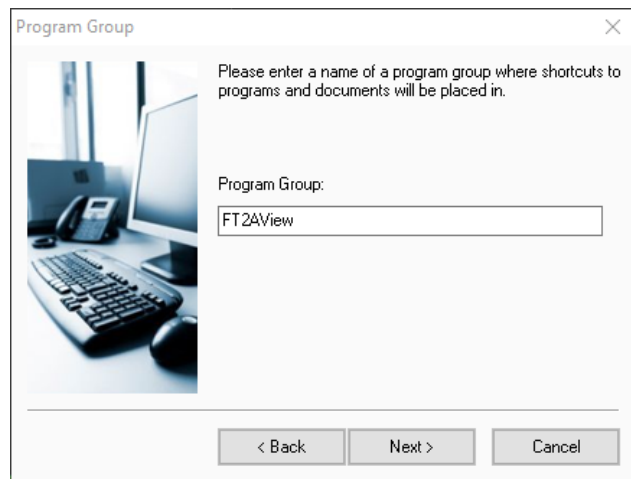 Program Group
Please enter a name of a program group where shortcuts to
programs and documents will be placed in.
Program Group:
FT2AView
< Back
Next >
Cancel